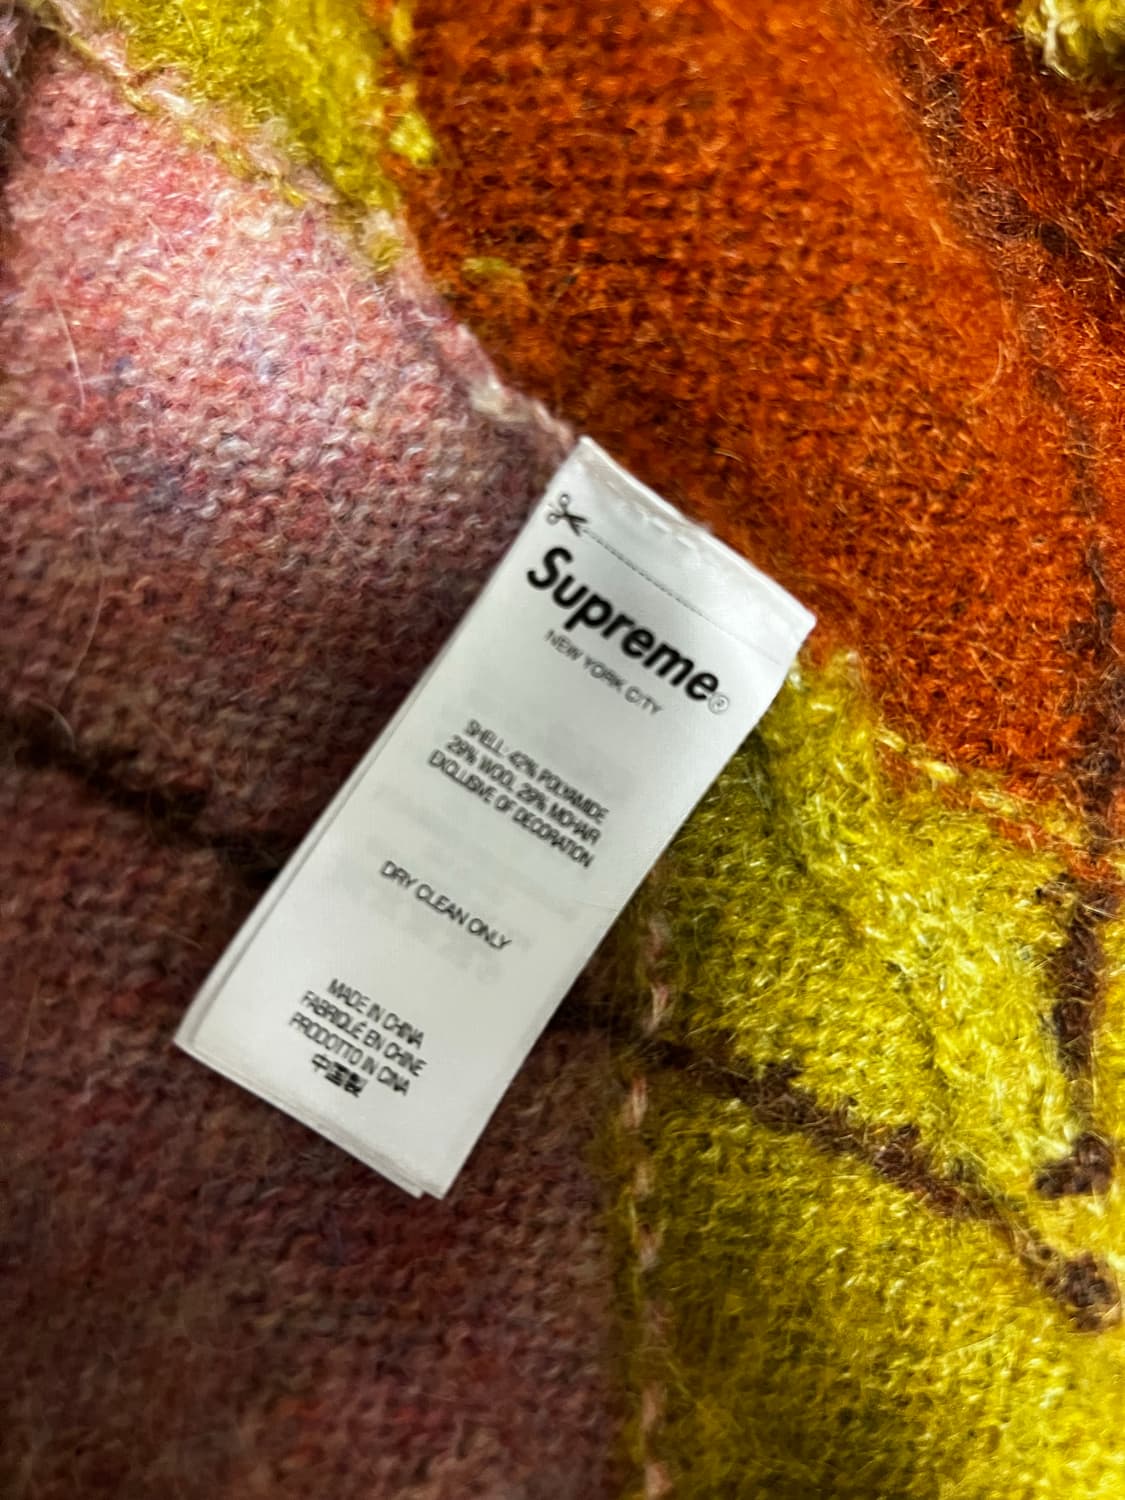 Supreme®
NEW YORK CITY
SHELL: 42% POLYAMIDE
29% WOOL 29% MOHAIR
EXCLUSIVE OF DECORATION
DRY CLEAN ONLY
MADE IN CHINA
FABRIQUÉ EN CHINE
PRODOTTO IN CINA
中国製